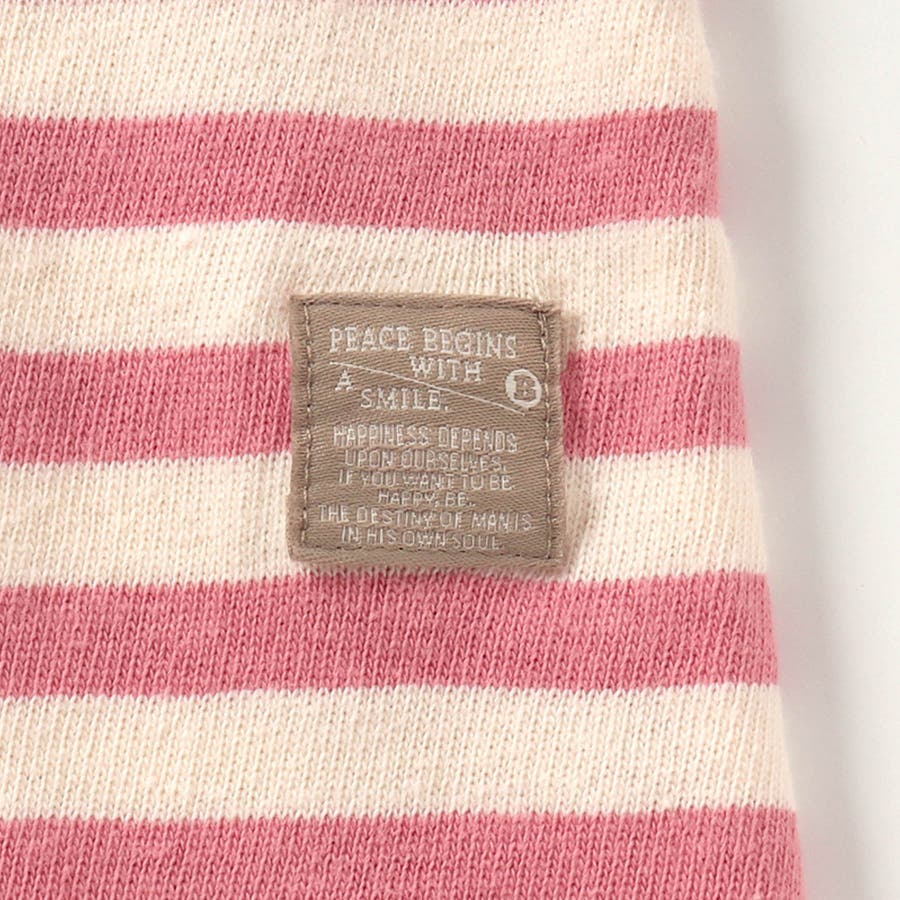 PEACE BEGINS
WITH
A
B
SMILE.
HAPPINESS DEPENDS
UPON OURSELVES.
IF YOU WANT TO BE
HAPPY, BE.
THE DESTINY OF MAN IS
IN HIS OWN SOUL